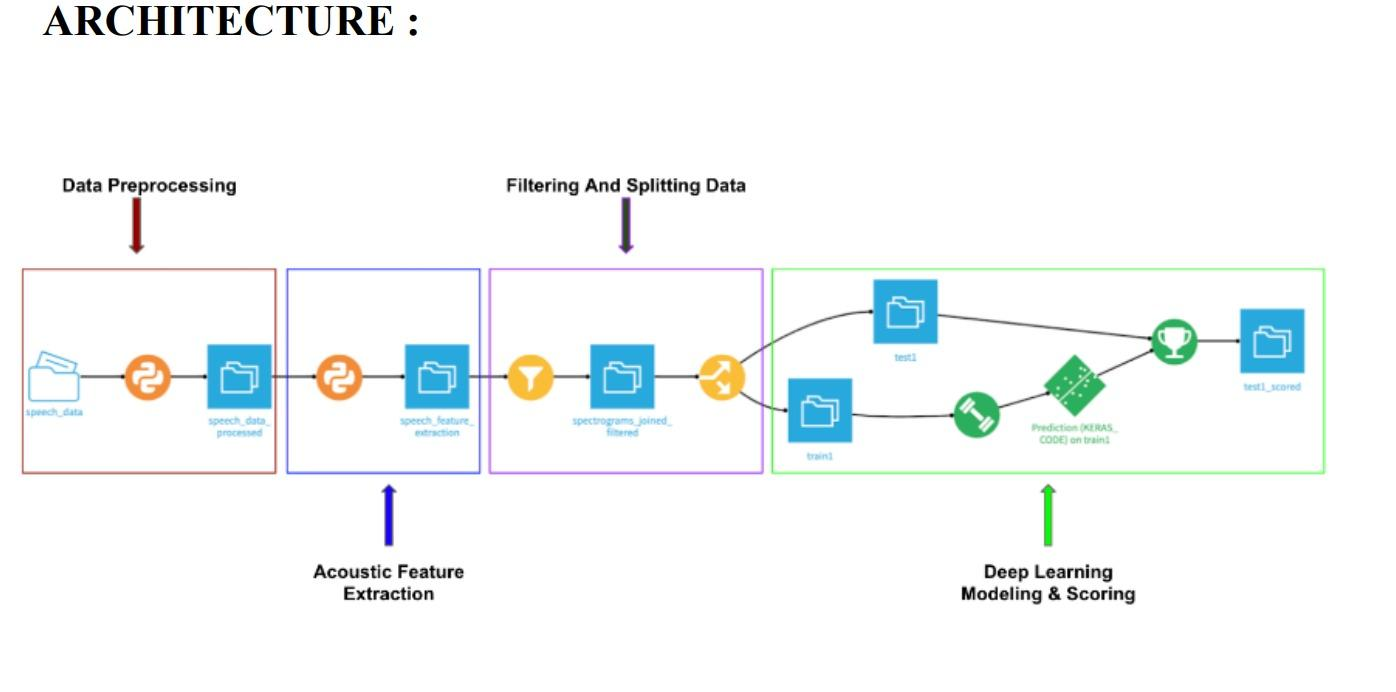 ARCHITECTURE :
Data Preprocessing
Filtering And Splitting Data
speech_data
speech_data_
processed
speech_feature_
extraction
spectrograms_joined_
filtered
test1
train1
Prediction (KERAS_
CODE) on train1
test1_scored
Acoustic Feature
Extraction
Deep Learning
Modeling & Scoring